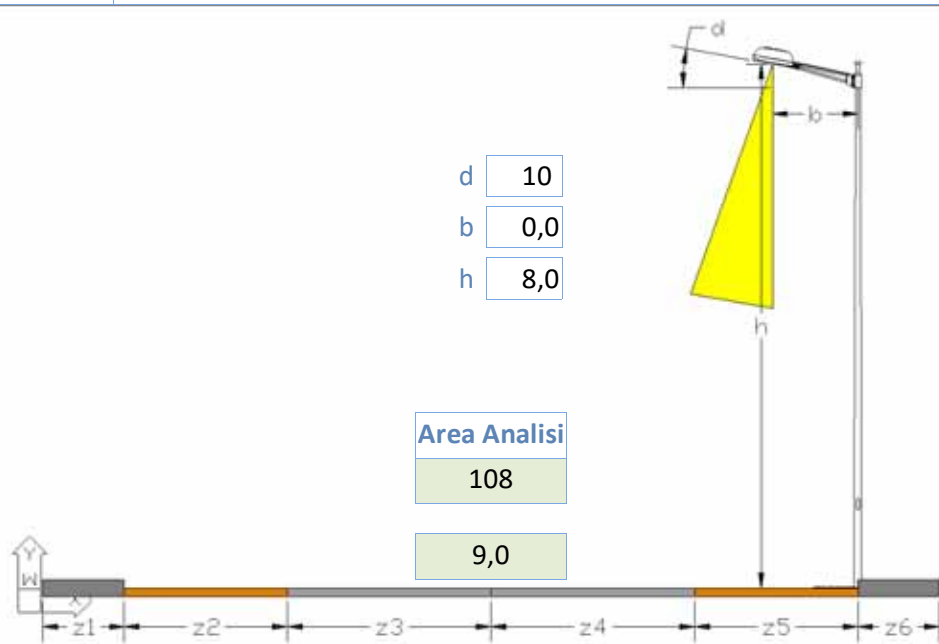 d
b
d 10
b 0,0
h 8,0
h
Area Analisi
108
9,0
Y
W
X
z1 z2 z3 z4 z5 z6